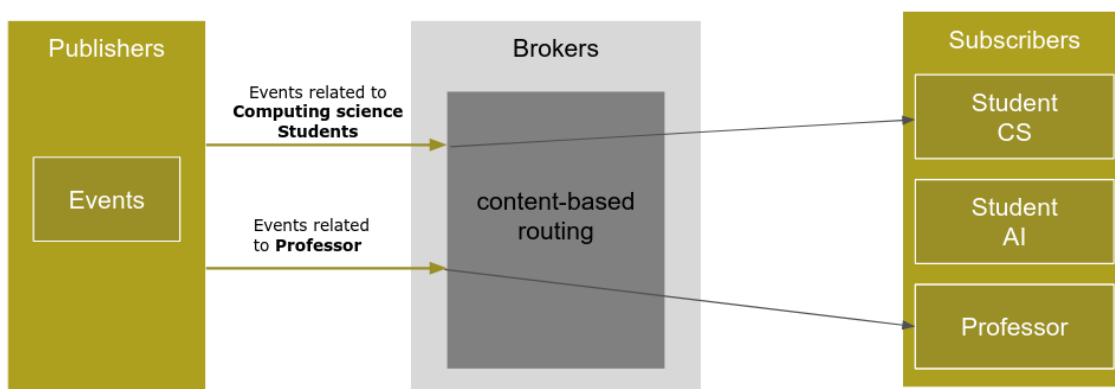 Publishers
Events
Events related to
Computing science
Students
Events related
to Professor
Brokers
content-based
routing
Subscribers
Student
CS
Student
AI
Professor